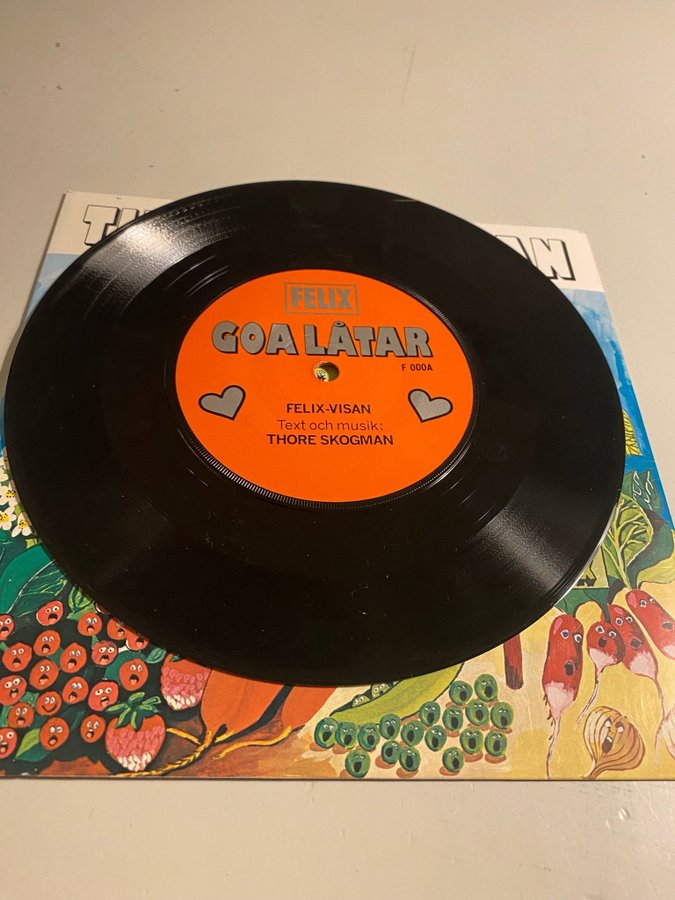 FELIX
GOA LÅTAR
F 000A
FELIX-VISAN
Text och musik:
THORE SKOGMAN